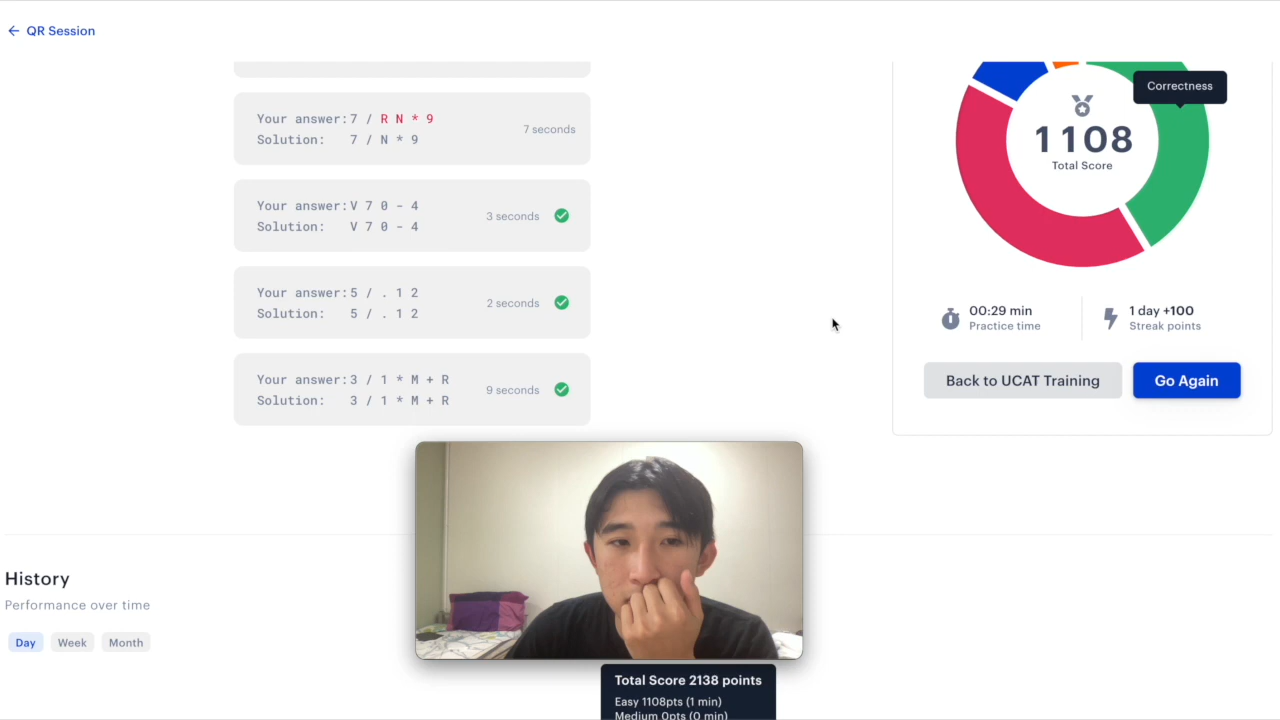 QR Session
Your answer: 7 / R N * 9
Solution: 7 / N * 9
7 seconds
Your answer: V 7 0 - 4
Solution: V 7 0 - 4
3 seconds
Your answer: 5 / . 1 2
Solution: 5 / . 1 2
2 seconds
Your answer: 3 / 1 * M + R
Solution: 3 / 1 * M + R
9 seconds
Correctness
1108
Total Score
00:29 min
Practice time
1 day +100
Streak points
Back to UCAT Training
Go Again
History
Performance over time
Day
Week
Month
Total Score 2138 points
Easy 1108pts (1 min)
Medium 0pts (0 min)